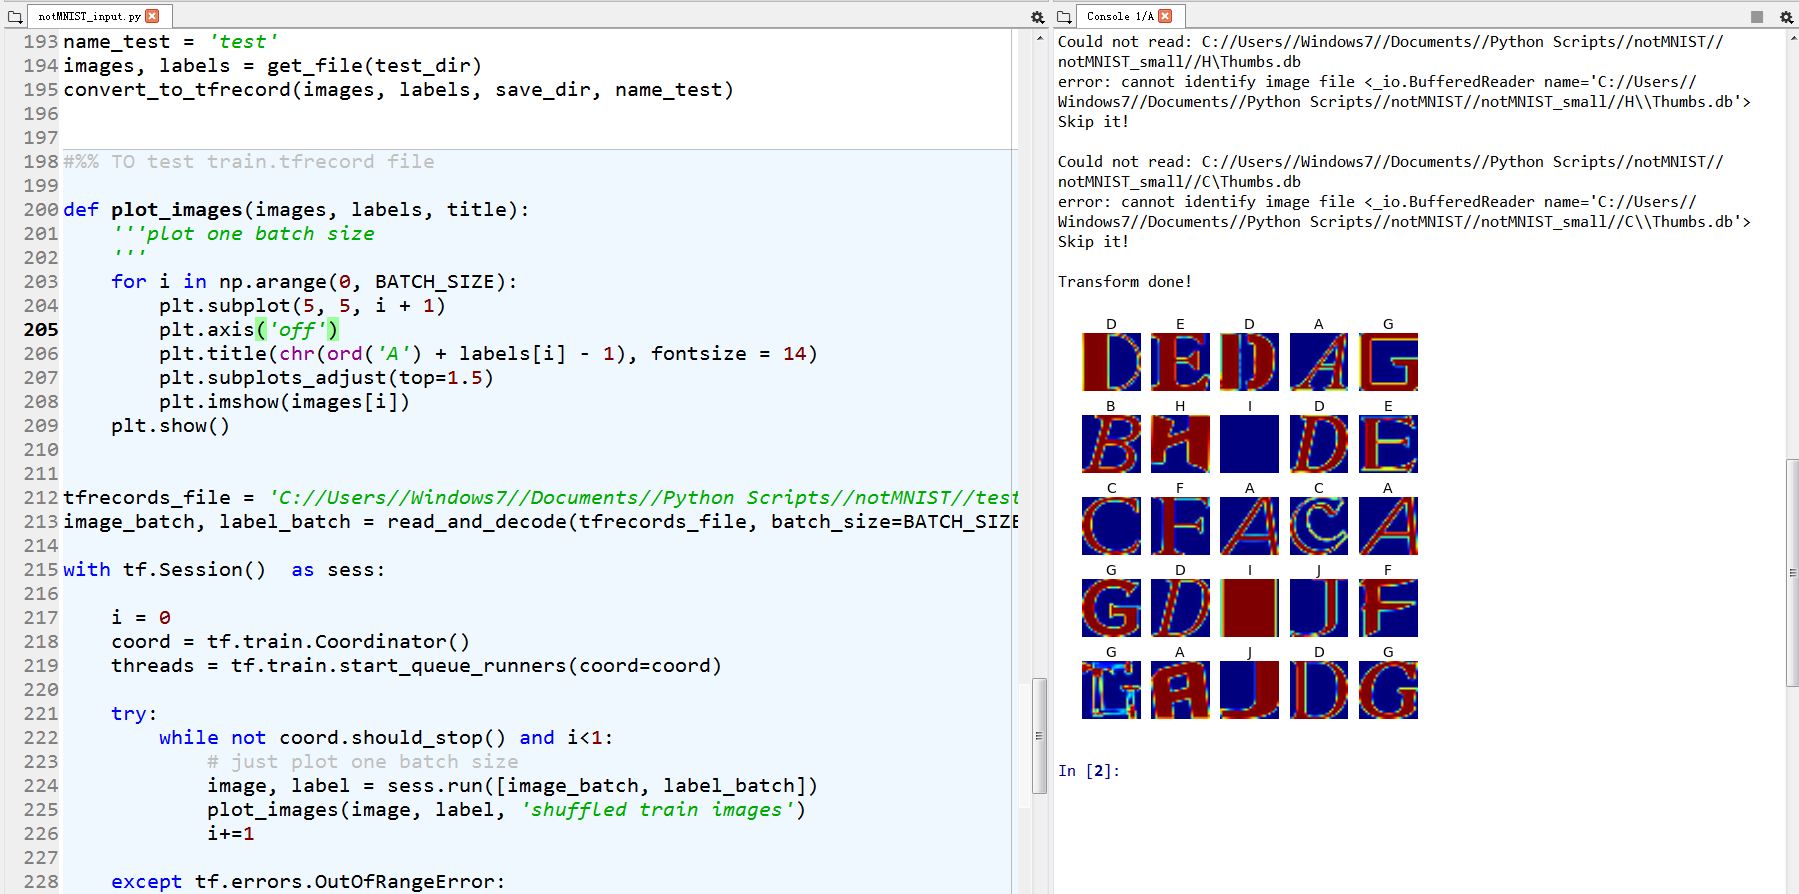 notMNIST_input.py
193 name_test = 'test'
194 images, labels = get_file(test_dir)
195 convert_to_tfrecord(images, labels, save_dir, name_test)
196
197
198 #%% TO test train.tfrecord file
199
200 def plot_images(images, labels, title):
201     '''plot one batch size
202     '''
203     for i in np.arange(0, BATCH_SIZE):
204         plt.subplot(5, 5, i + 1)
205         plt.axis('off')
206         plt.title(chr(ord('A') + labels[i] - 1), fontsize = 14)
207         plt.subplots_adjust(top=1.5)
208         plt.imshow(images[i])
209     plt.show()
210
211
212 tfrecords_file = 'C://Users//Windows7//Documents//Python Scripts//notMNIST//test
213 image_batch, label_batch = read_and_decode(tfrecords_file, batch_size=BATCH_SIZE
214
215 with tf.Session()  as sess:
216
217     i = 0
218     coord = tf.train.Coordinator()
219     threads = tf.train.start_queue_runners(coord=coord)
220
221     try:
222         while not coord.should_stop() and i<1:
223             # just plot one batch size
224             image, label = sess.run([image_batch, label_batch])
225             plot_images(image, label, 'shuffled train images')
226             i+=1
227
228     except tf.errors.OutOfRangeError:
Console 1/A
Could not read: C://Users//Windows7//Documents//Python Scripts//notMNIST//
notMNIST_small//H\Thumbs.db
error: cannot identify image file <_io.BufferedReader name='C://Users//
Windows7//Documents//Python Scripts//notMNIST//notMNIST_small//H\\Thumbs.db'>
Skip it!
Could not read: C://Users//Windows7//Documents//Python Scripts//notMNIST//
notMNIST_small//C\Thumbs.db
error: cannot identify image file <_io.BufferedReader name='C://Users//
Windows7//Documents//Python Scripts//notMNIST//notMNIST_small//C\\Thumbs.db'>
Skip it!
Transform done!
D E D A G
D E D A G
B H I D E
B H D E
C F A C A
C F A C A
G D I J F
G D J F
G A J D G
G A J D G
In [2]: